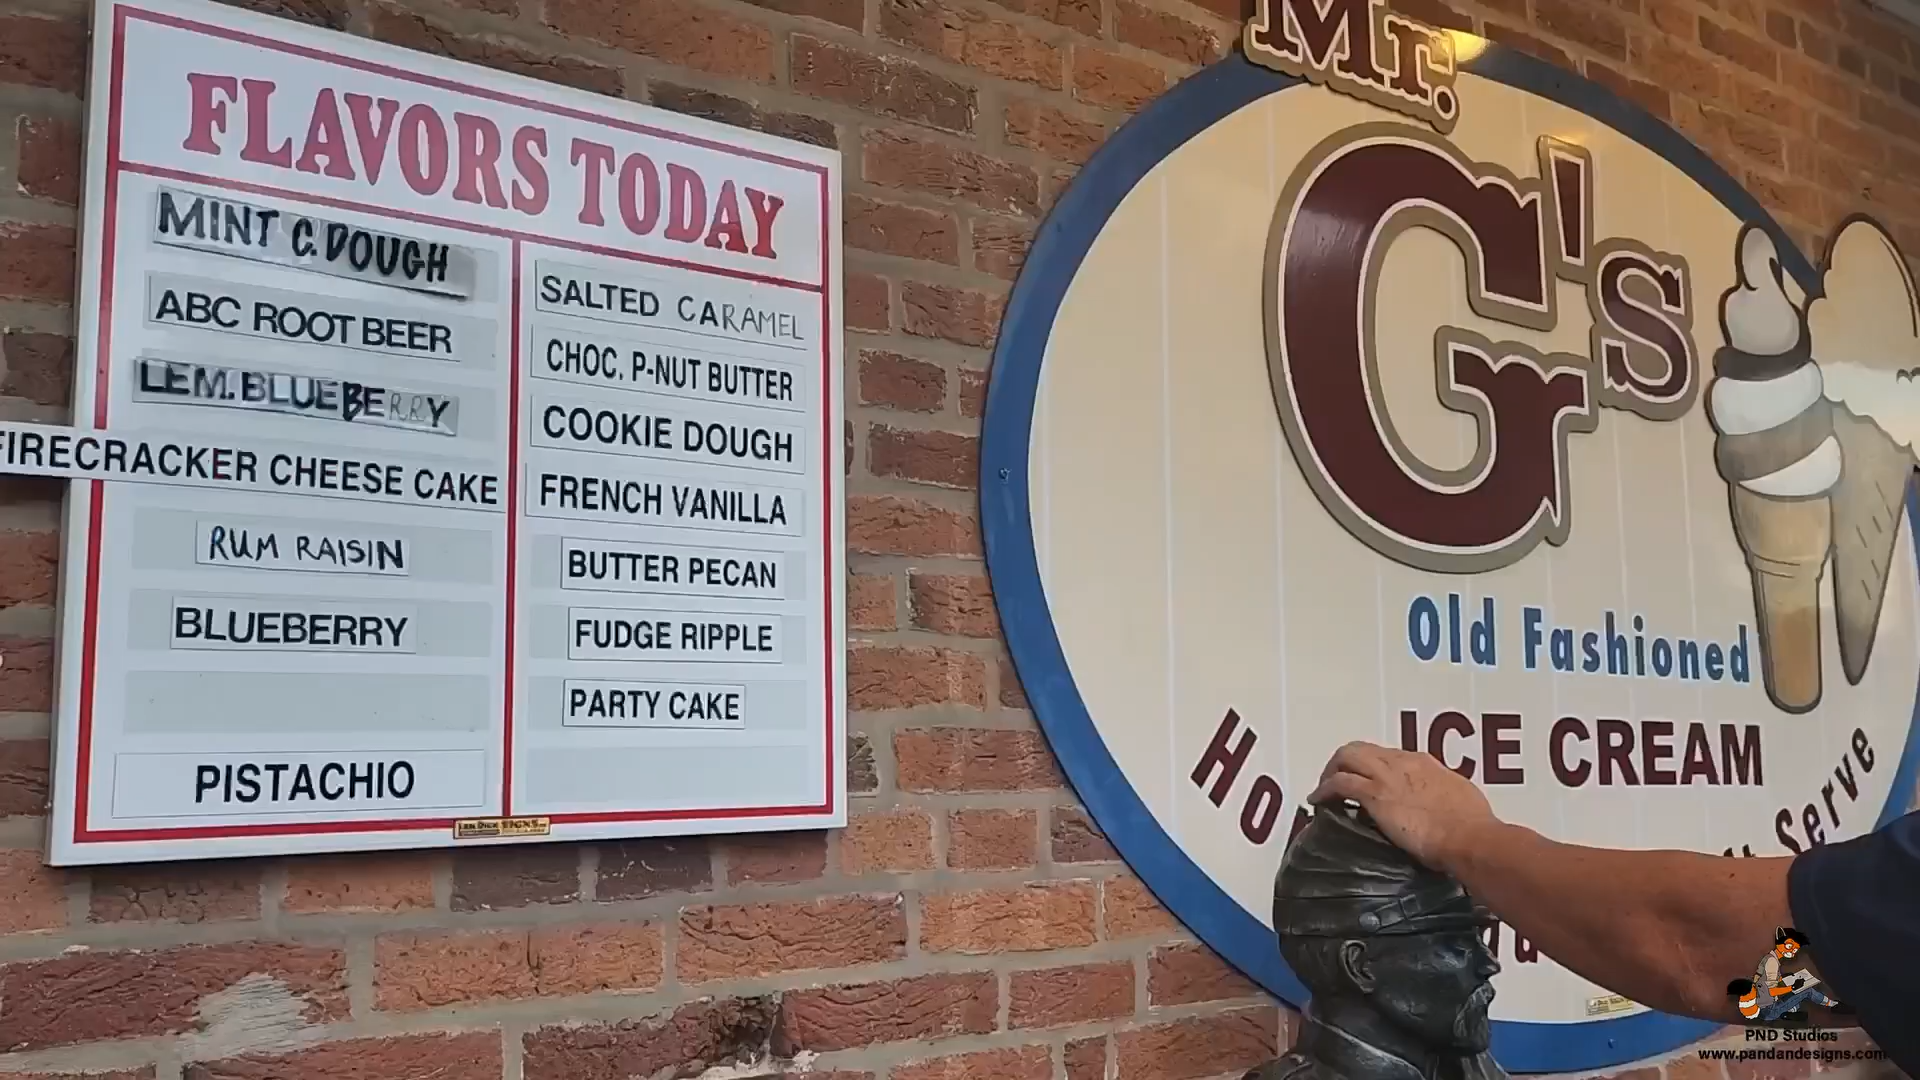 FLAVORS TODAY
MINT C. DOUGH
ABC ROOT BEER
LEM. BLUEBERRY
FIRECRACKER CHEESE CAKE
RUM RAISIN
BLUEBERRY
PISTACHIO
SALTED CARAMEL
CHOC. P-NUT BUTTER
COOKIE DOUGH
FRENCH VANILLA
BUTTER PECAN
FUDGE RIPPLE
PARTY CAKE
Mr.
G's
Old Fashioned
ICE CREAM
Serve
PND Studios
www.pandandesigns.com